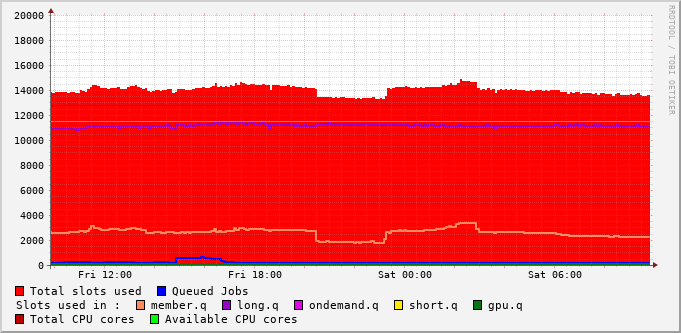 20000
18000
16000
14000
12000
10000
8000
6000
4000
2000
0
Fri 12:00 Fri 18:00 Sat 00:00 Sat 06:00
RRDTOOL / TOBI OETIKER
Total slots used Queued Jobs
Slots used in : member.q long.q ondemand.q short.q gpu.q
Total CPU cores Available CPU cores